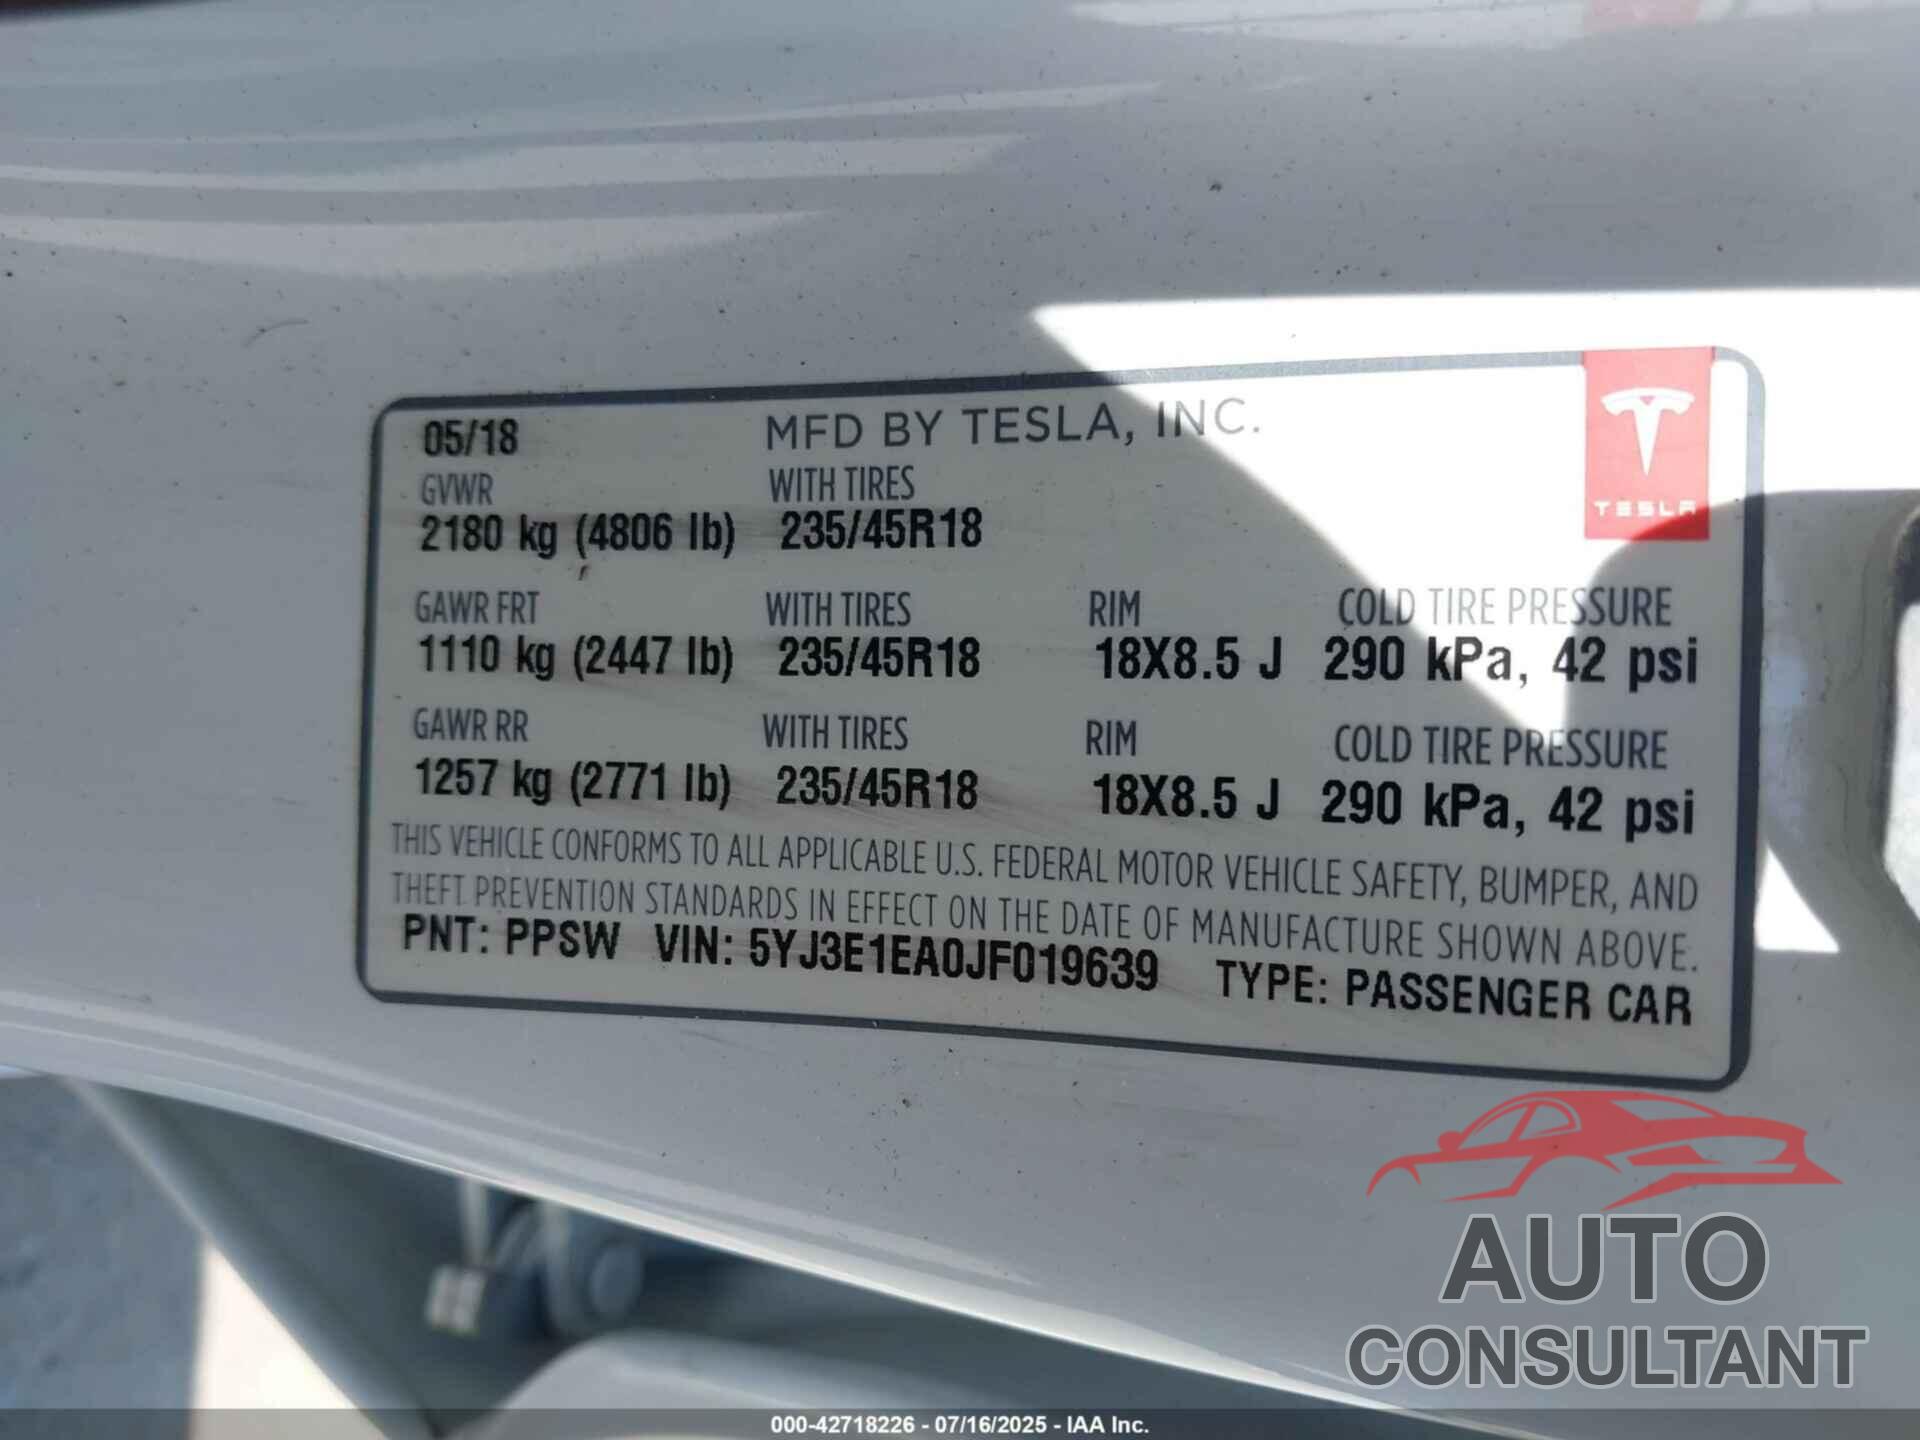 05/18 MFD BY TESLA, INC.
TESLA
GVWR WITH TIRES
2180 kg (4806 lb) 235/45R18
GAWR FRT WITH TIRES RIM COLD TIRE PRESSURE
1110 kg (2447 lb) 235/45R18 18X8.5 J 290 kPa, 42 psi
GAWR RR WITH TIRES RIM COLD TIRE PRESSURE
1257 kg (2771 lb) 235/45R18 18X8.5 J 290 kPa, 42 psi
THIS VEHICLE CONFORMS TO ALL APPLICABLE U.S. FEDERAL MOTOR VEHICLE SAFETY, BUMPER, AND
THEFT PREVENTION STANDARDS IN EFFECT ON THE DATE OF MANUFACTURE SHOWN ABOVE.
PNT: PPSW VIN: 5YJ3E1EA0JF019639 TYPE: PASSENGER CAR
AUTO
CONSULTANT
000-42718226 - 07/16/2025 - IAA Inc.